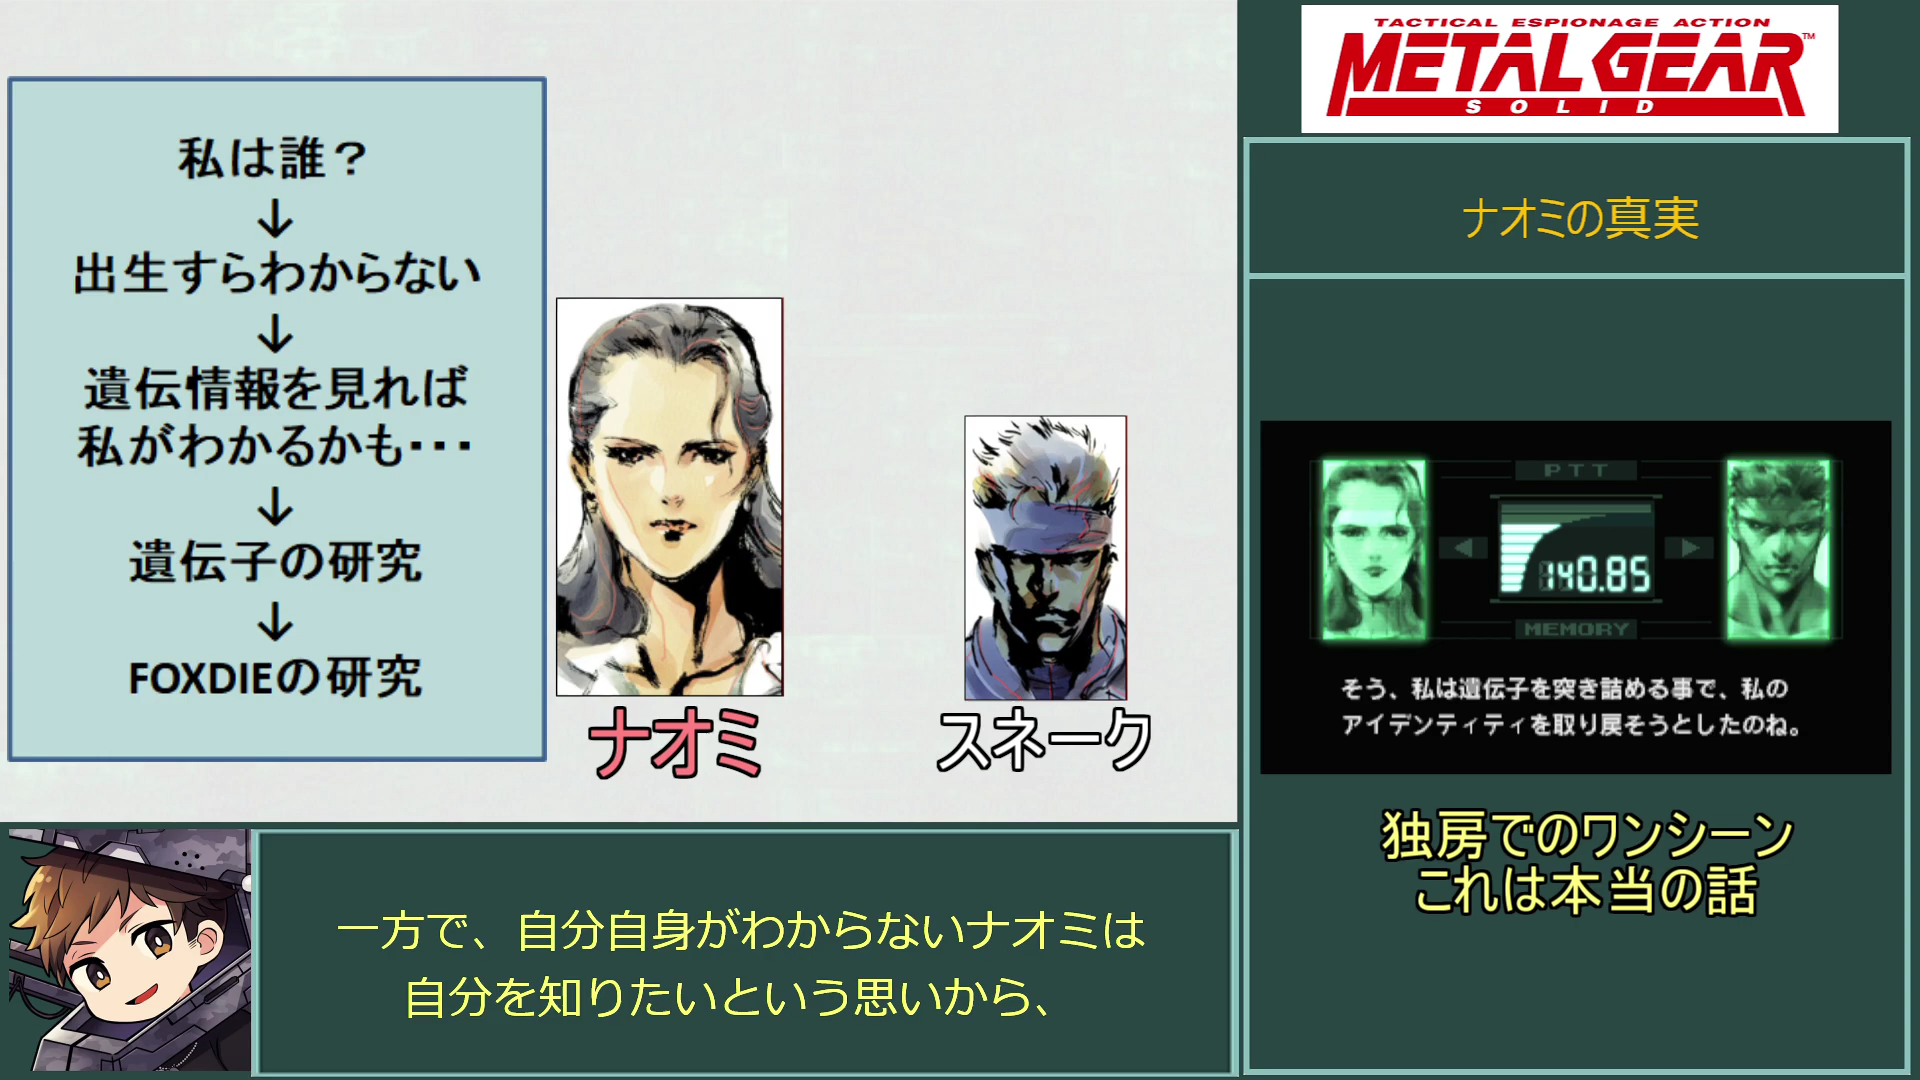 私は誰？
↓
出生すらわからない
↓
遺伝情報を見れば
私がわかるかも・・・
↓
遺伝子の研究
↓
FOXDIEの研究
ナオミ
スネーク
一方で、自分自身がわからないナオミは
自分を知りたいという思いから、
TACTICAL ESPIONAGE ACTION
METAL GEAR™
SOLID
ナオミの真実
PTT
140.85
MEMORY
そう、私は遺伝子を突き詰める事で、私の
アイデンティティを取り戻そうとしたのね。
独房でのワンシーン
これは本当の話